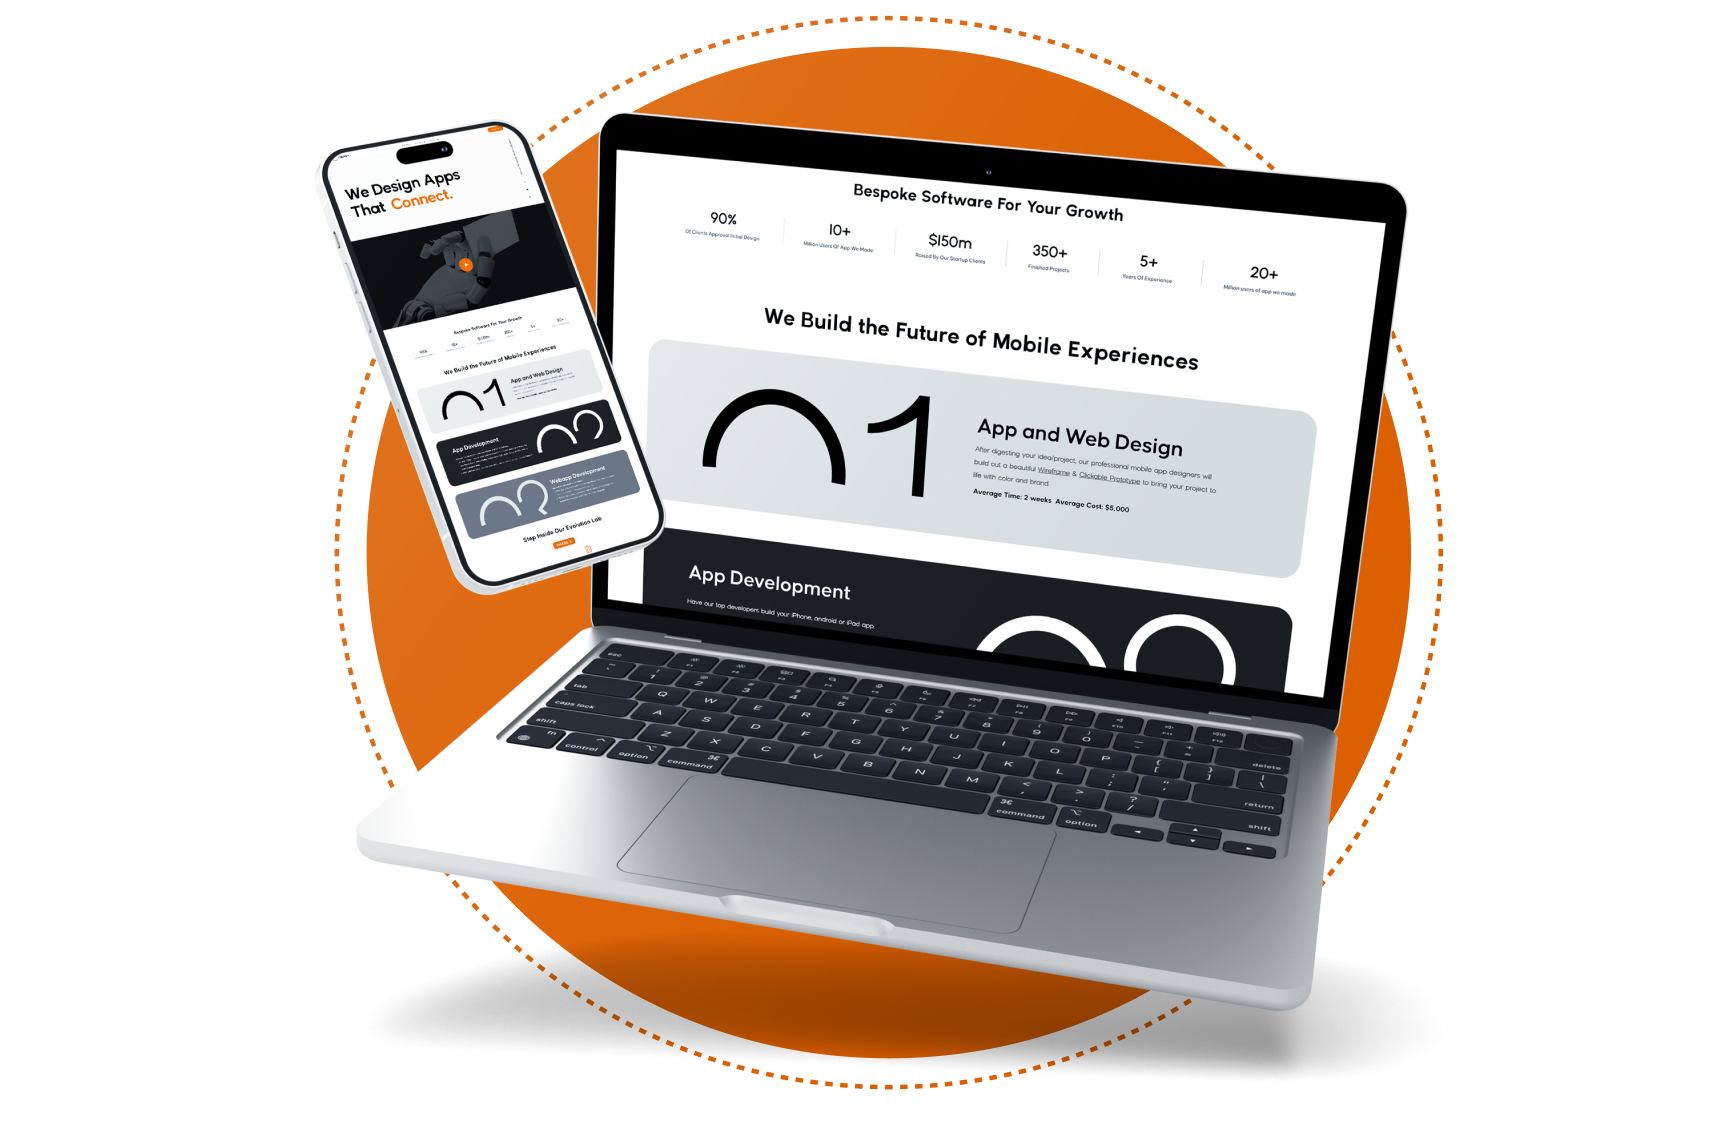 We Design Apps
That Connect.
Bespoke Software For Your Growth
We Build the Future of Mobile Experiences
App and Web Design
App Development
Webapp Development
Step Inside Our Evolution Lab
Bespoke Software For Your Growth
90%
Of Clients Approval Initial Design
10+
Million Users Of App We Made
$150m
Raised By Our Startup Clients
350+
Finished Projects
5+
Years Of Experience
20+
Million users of app we made
We Build the Future of Mobile Experiences
01
App and Web Design
After digesting your idea/project, our professional mobile app designers will
build out a beautiful Wireframe & Clickable Prototype to bring your project to
life with color and brand.
Average Time: 2 weeks Average Cost: $5,000
App Development
Have our top developers build your iPhone, android or iPad app.
esc
delete
tab
Q W E R T Y U I O P
caps lock
A S D F G H J K L
return
shift
Z X C V B N M
shift
fn
control
option
command
command
option